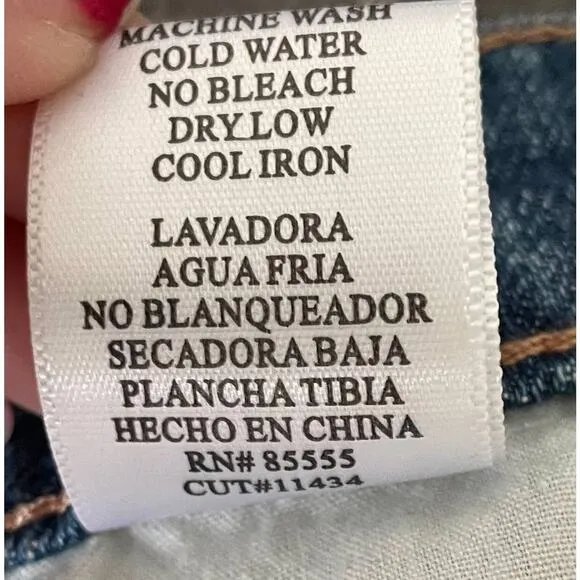 MACHINE WASH
COLD WATER
NO BLEACH
DRY LOW
COOL IRON
LAVADORA
AGUA FRIA
NO BLANQUEADOR
SECADORA BAJA
PLANCHA TIBIA
HECHO EN CHINA
RN# 85555
CUT#11434